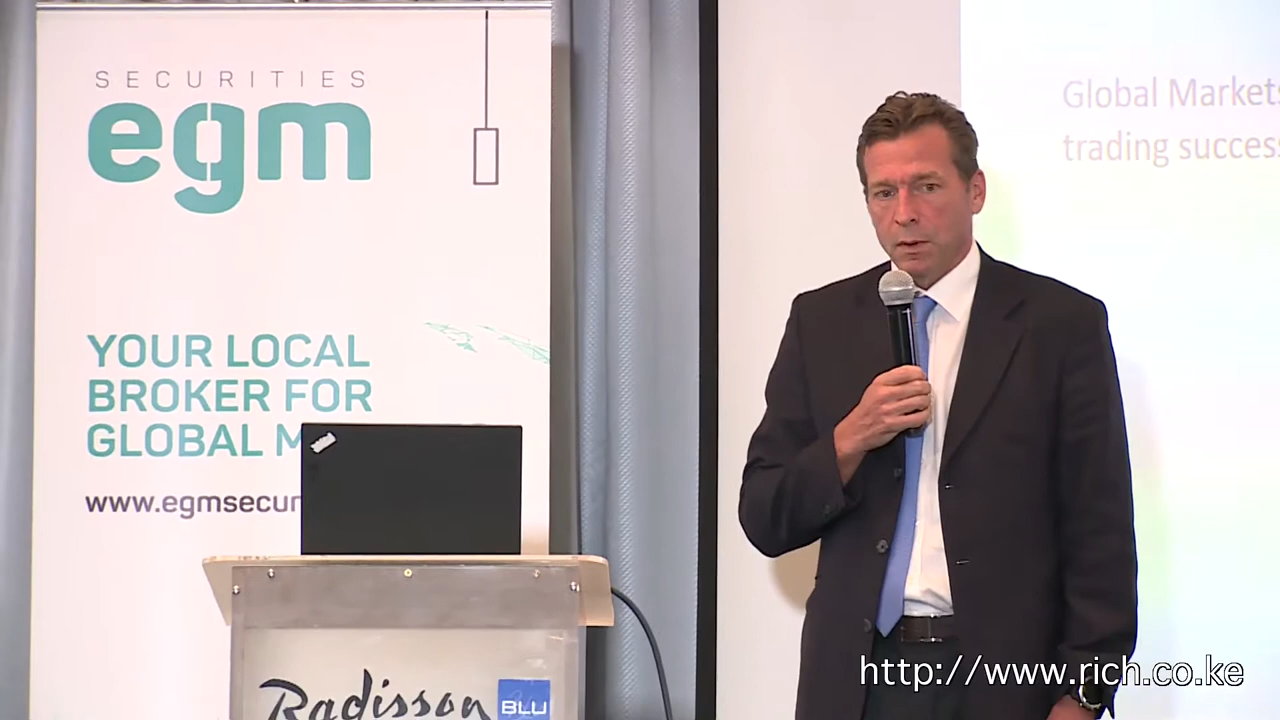 SECURITIES
egm
YOUR LOCAL
BROKER FOR
GLOBAL
www.egmsecur
Radisson
BLU
Global Markets
trading success
http://www.rich.co.ke